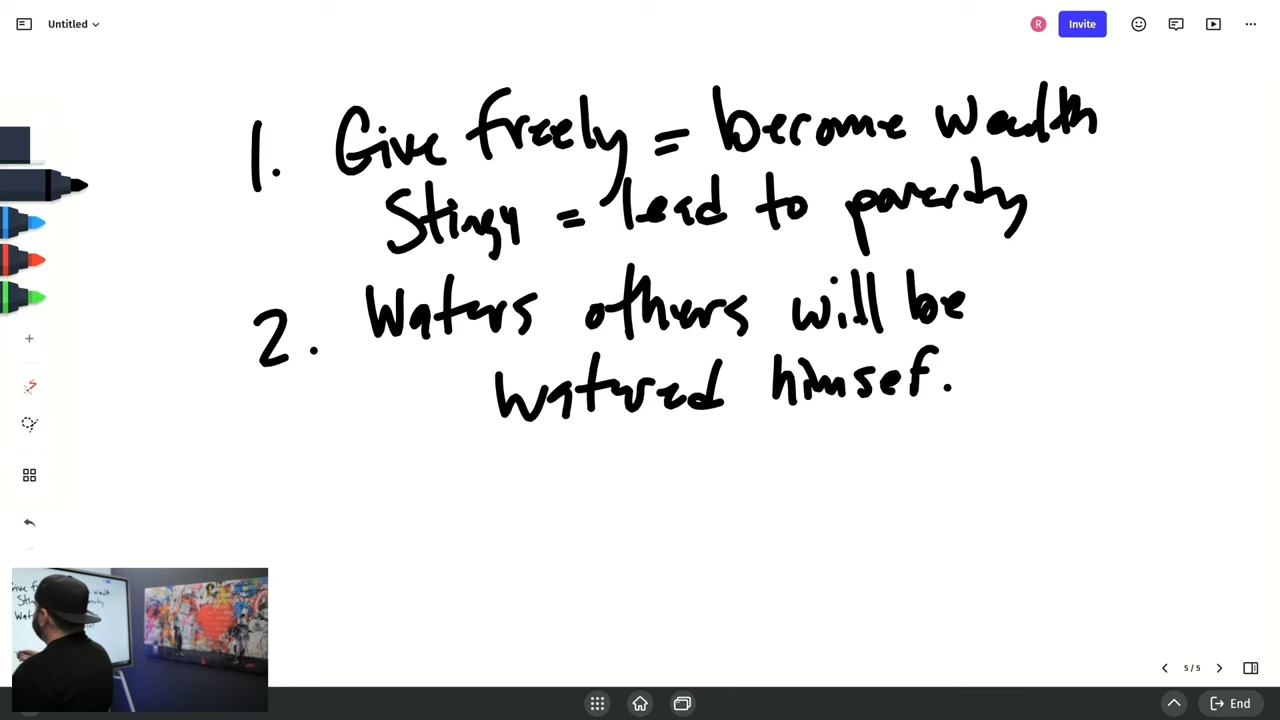 Untitled
R
Invite
1. Give freely = become wealth
Stingy = lead to poverty
2. Waters others will be
watured himsef.
5/5
End